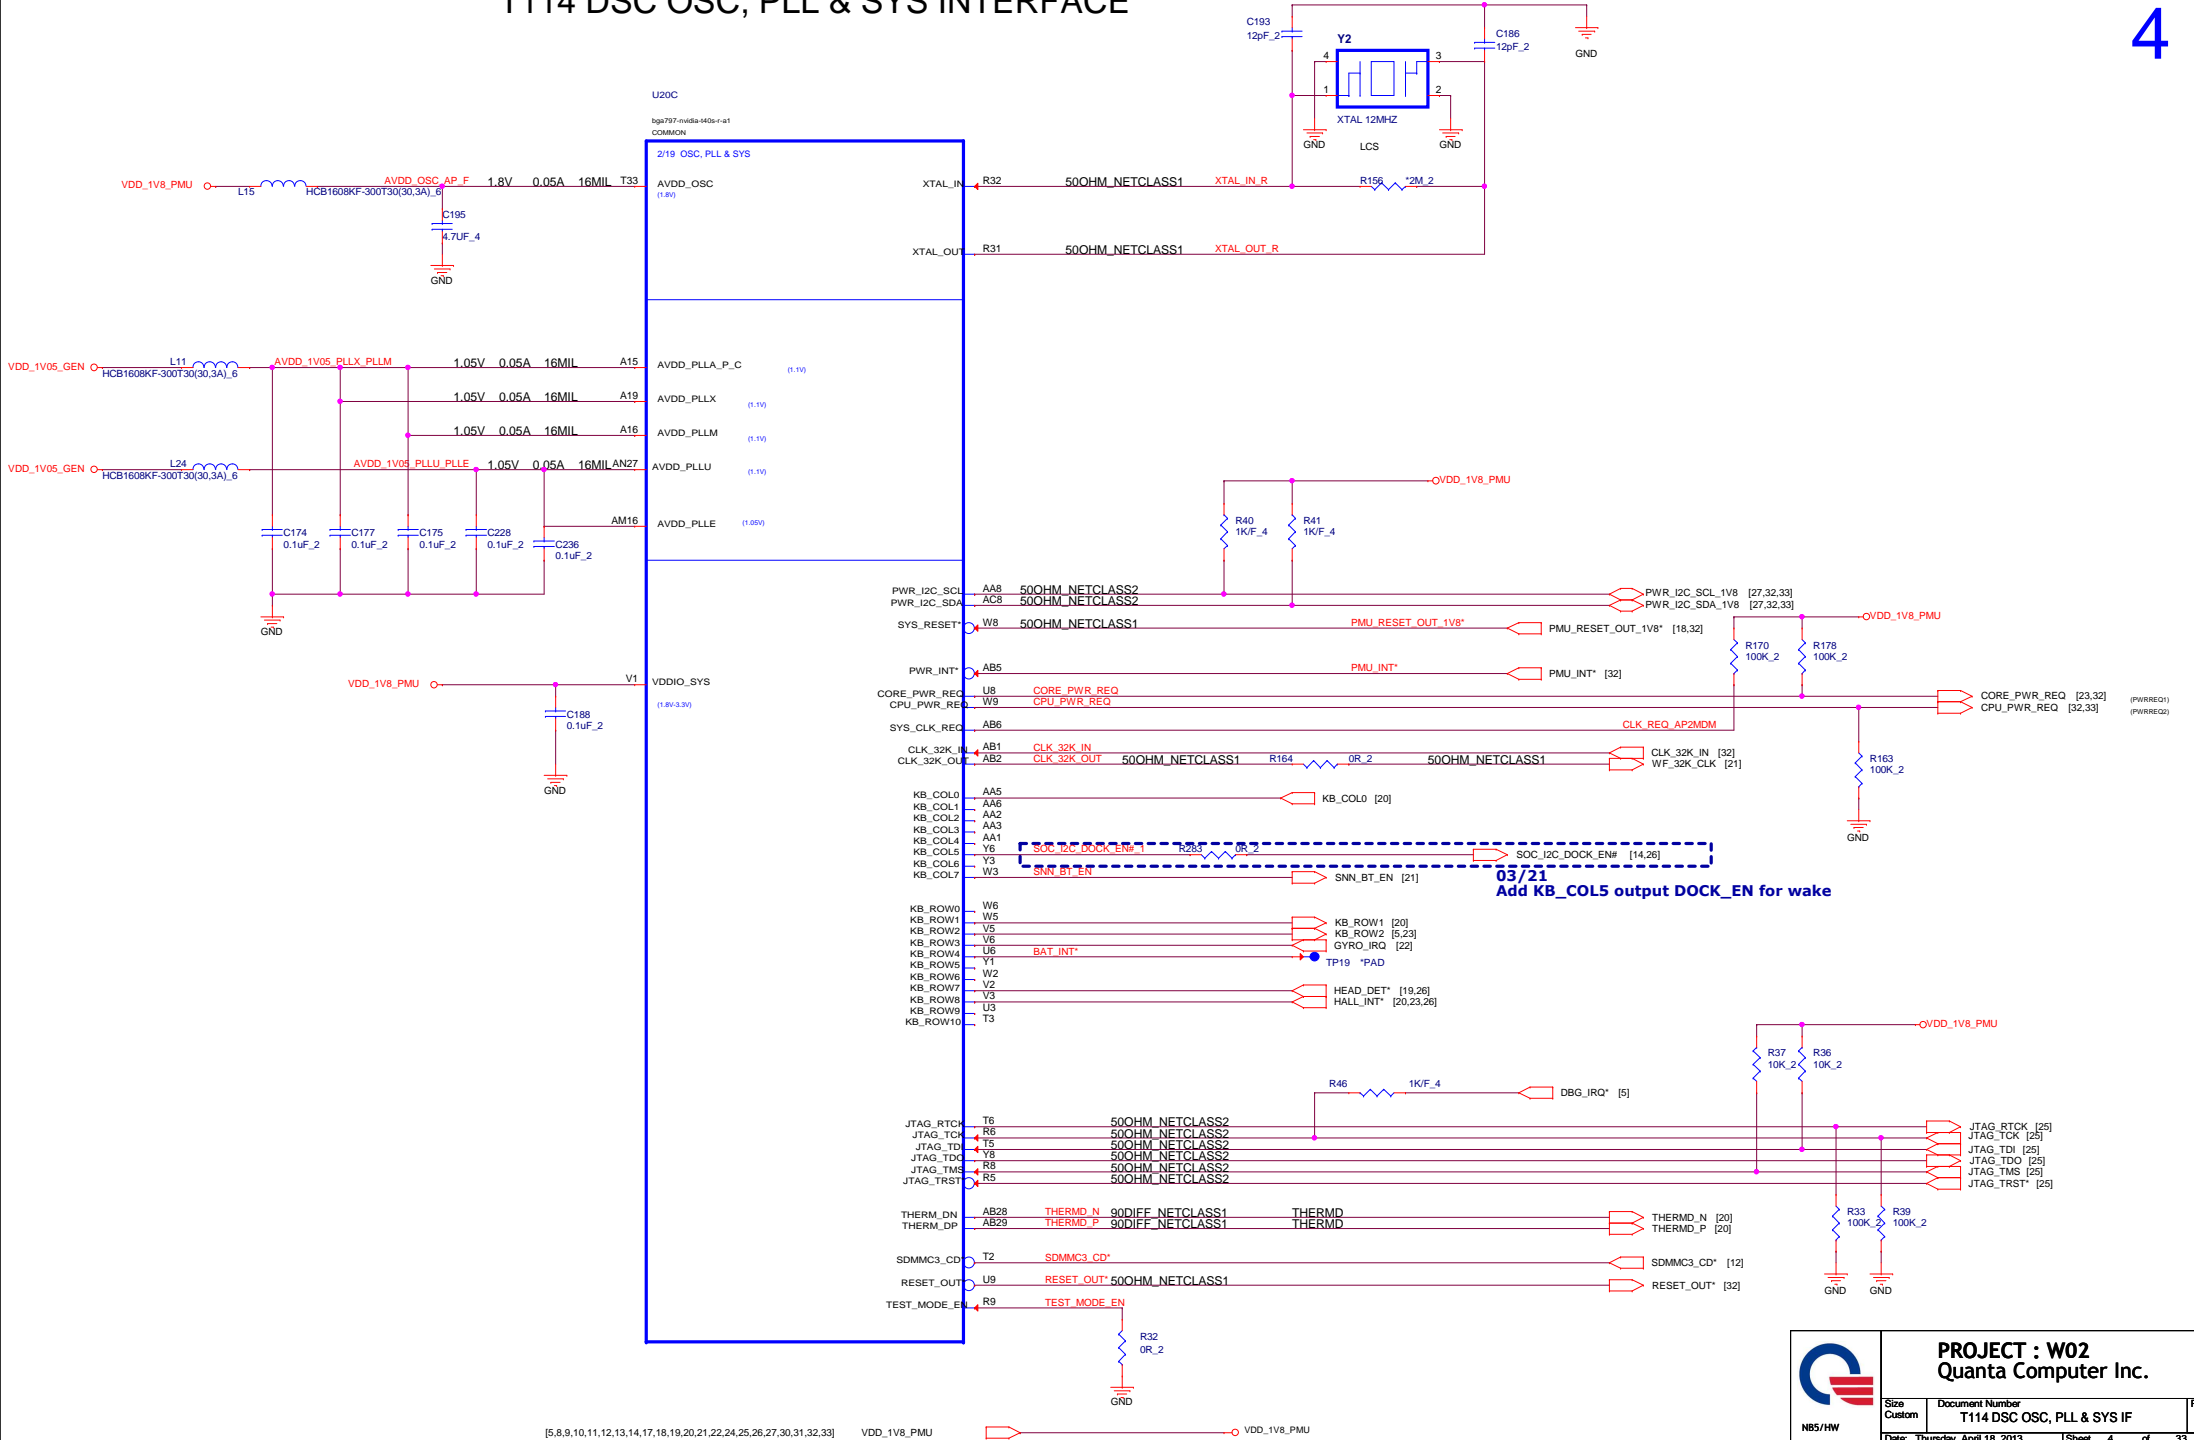 T114 DSC OSC, PLL & SYS INTERFACE
4
C193
12pF_2
Y2
4
3
1
2
XTAL 12MHZ
LCS
GND
GND
C186
12pF_2
GND
U20C
bga797-nvidia-t40s-r-a1
COMMON
2/19 OSC, PLL & SYS
VDD_1V8_PMU
L15
AVDD_OSC_AP_F
HCB1608KF-300T30(30,3A)_6
1.8V 0.05A 16MIL
T33
AVDD_OSC
(1.8V)
C195
4.7UF_4
GND
XTAL_IN
R32
50OHM_NETCLASS1
XTAL_IN_R
R156
*2M_2
XTAL_OUT
R31
50OHM_NETCLASS1
XTAL_OUT_R
VDD_1V05_GEN
L11
HCB1608KF-300T30(30,3A)_6
AVDD_1V05_PLLX_PLLM
1.05V 0.05A 16MIL
A15
AVDD_PLLA_P_C
(1.1V)
1.05V 0.05A 16MIL
A19
AVDD_PLLX
(1.1V)
1.05V 0.05A 16MIL
A16
AVDD_PLLM
(1.1V)
VDD_1V05_GEN
L24
HCB1608KF-300T30(30,3A)_6
AVDD_1V05_PLLU_PLLE
1.05V 0.05A 16MIL
AN27
AVDD_PLLU
(1.1V)
AM16
AVDD_PLLE
(1.05V)
C174
0.1uF_2
C177
0.1uF_2
C175
0.1uF_2
C228
0.1uF_2
C236
0.1uF_2
GND
VDD_1V8_PMU
V1
VDDIO_SYS
(1.8V-3.3V)
C188
0.1uF_2
GND
VDD_1V8_PMU
R40
1K/F_4
R41
1K/F_4
PWR_I2C_SCL AA8 50OHM_NETCLASS2 PWR_I2C_SCL_1V8 [27,32,33]
PWR_I2C_SDA AC8 50OHM_NETCLASS2 PWR_I2C_SDA_1V8 [27,32,33]
SYS_RESET* W8 50OHM_NETCLASS1 PMU_RESET_OUT_1V8* PMU_RESET_OUT_1V8* [18,32]
VDD_1V8_PMU
R170
100K_2
R178
100K_2
PWR_INT* AB5 PMU_INT* PMU_INT* [32]
CORE_PWR_REQ U8 CORE_PWR_REQ CORE_PWR_REQ [23,32] (PWRREQ1)
CPU_PWR_REQ W9 CPU_PWR_REQ CPU_PWR_REQ [32,33] (PWRREQ2)
SYS_CLK_REQ AB6 CLK_REQ_AP2MDM
CLK_32K_IN AB1 CLK_32K_IN CLK_32K_IN [32]
CLK_32K_OUT AB2 CLK_32K_OUT 50OHM_NETCLASS1 R164 0R_2 50OHM_NETCLASS1 WF_32K_CLK [21]
R163
100K_2
GND
KB_COL0 AA5 KB_COL0 [20]
KB_COL1 AA6
KB_COL2 AA2
KB_COL3 AA3
KB_COL4 AA1
KB_COL5 Y6 SOC_I2C_DOCK_EN#_1 R283 0R_2 SOC_I2C_DOCK_EN# [14,26]
KB_COL6 Y3
KB_COL7 W3 SNN_BT_EN SNN_BT_EN [21]
03/21
Add KB_COL5 output DOCK_EN for wake
KB_ROW0 W6
KB_ROW1 W5 KB_ROW1 [20]
KB_ROW2 V5 KB_ROW2 [5,23]
KB_ROW3 V6 GYRO_IRQ [22]
KB_ROW4 U6 BAT_INT* TP19 *PAD
KB_ROW5 Y1
KB_ROW6 W2
KB_ROW7 V2 HEAD_DET* [19,26]
KB_ROW8 V3 HALL_INT* [20,23,26]
KB_ROW9 U3
KB_ROW10 T3
VDD_1V8_PMU
R37
10K_2
R36
10K_2
R46 1K/F_4 DBG_IRQ* [5]
JTAG_RTCK T6 50OHM_NETCLASS2 JTAG_RTCK [25]
JTAG_TCK R6 50OHM_NETCLASS2 JTAG_TCK [25]
JTAG_TDI T5 50OHM_NETCLASS2 JTAG_TDI [25]
JTAG_TDO Y8 50OHM_NETCLASS2 JTAG_TDO [25]
JTAG_TMS R8 50OHM_NETCLASS2 JTAG_TMS [25]
JTAG_TRST R5 50OHM_NETCLASS2 JTAG_TRST* [25]
THERM_DN AB28 THERMD_N 90DIFF_NETCLASS1 THERMD THERMD_N [20]
THERM_DP AB29 THERMD_P 90DIFF_NETCLASS1 THERMD THERMD_P [20]
R33
100K_2
R39
100K_2
GND
GND
SDMMC3_CD T2 SDMMC3_CD* SDMMC3_CD* [12]
RESET_OUT U9 RESET_OUT* 50OHM_NETCLASS1 RESET_OUT* [32]
TEST_MODE_EN R9 TEST_MODE_EN
R32
0R_2
GND
[5,8,9,10,11,12,13,14,17,18,19,20,21,22,24,25,26,27,30,31,32,33] VDD_1V8_PMU VDD_1V8_PMU
NB5/HW
PROJECT : W02
Quanta Computer Inc.
Size
Custom
Document Number
T114 DSC OSC, PLL & SYS IF
Date: Thursday, April 18, 2013 Sheet 4 of 33